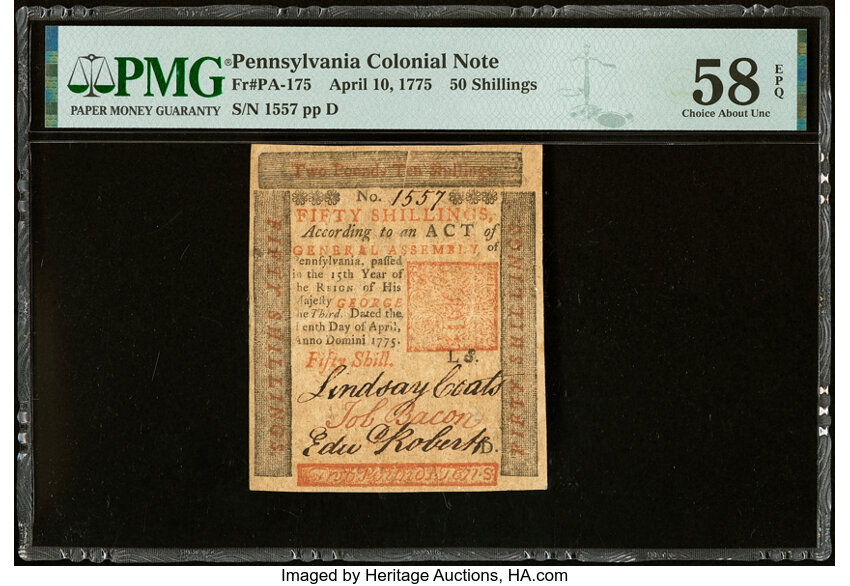 PMG
PAPER MONEY GUARANTY
Pennsylvania Colonial Note
Fr#PA-175 April 10, 1775 50 Shillings
S/N 1557 pp D
58
EPQ
Choice About Unc
Two Pounds, Ten Shillings.
No. 1557
FIFTY SHILLINGS,
According to an ACT of
GENERAL ASSEMBLY of
Pennsylvania, paſſed
in the 15th Year of
the REIGN of His
Majeſty GEORGE
the Third. Dated the
Tenth Day of April,
Anno Domini 1775.
Fifty Shill.
L S.
FIFTY SHILLINGS
FIFTY SHILLINGS
Lindsay Coats
Job Bacon
Edw Roberts
D.
Imaged by Heritage Auctions, HA.com